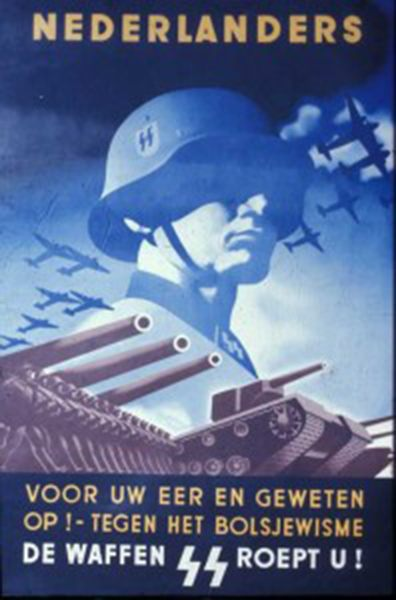 NEDERLANDERS
VOOR UW EER EN GEWETEN
OP!-TEGEN HET BOLSJEWISME
DE WAFFEN SS ROEPT U!